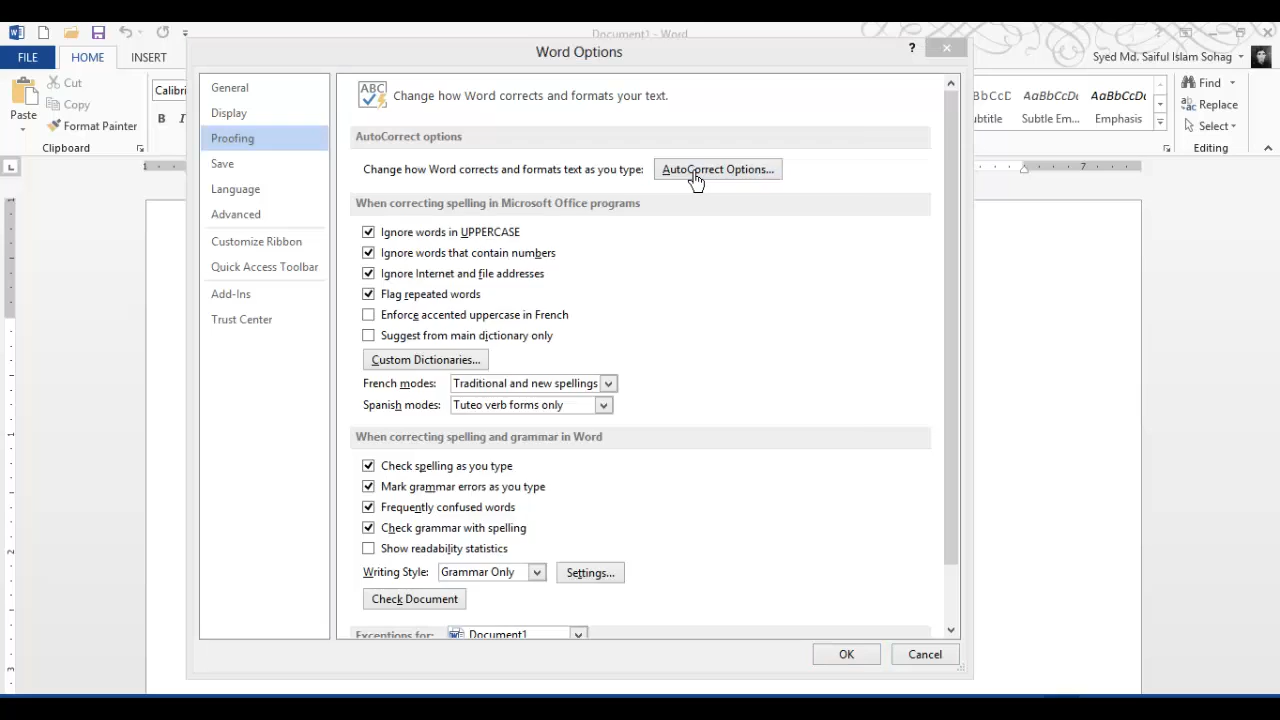 Document1 - Word
?
Word Options
?
FILE
HOME
INSERT
Syed Md. Saiful Islam Sohag
Paste
Cut
Copy
Format Painter
Clipboard
Calibri
B
I
AaBbCcDc
Subtle Em...
AaBbCcDc
Emphasis
Find
Replace
Select
Editing
General
Display
Proofing
Save
Language
Advanced
Customize Ribbon
Quick Access Toolbar
Add-Ins
Trust Center
ABC
Change how Word corrects and formats your text.
AutoCorrect options
Change how Word corrects and formats text as you type:
AutoCorrect Options...
When correcting spelling in Microsoft Office programs
Ignore words in UPPERCASE
Ignore words that contain numbers
Ignore Internet and file addresses
Flag repeated words
Enforce accented uppercase in French
Suggest from main dictionary only
Custom Dictionaries...
French modes: Traditional and new spellings
Spanish modes: Tuteo verb forms only
When correcting spelling and grammar in Word
Check spelling as you type
Mark grammar errors as you type
Frequently confused words
Check grammar with spelling
Show readability statistics
Writing Style: Grammar Only
Settings...
Check Document
Exceptions for: Document1
OK
Cancel
1
7
1
1
2
3